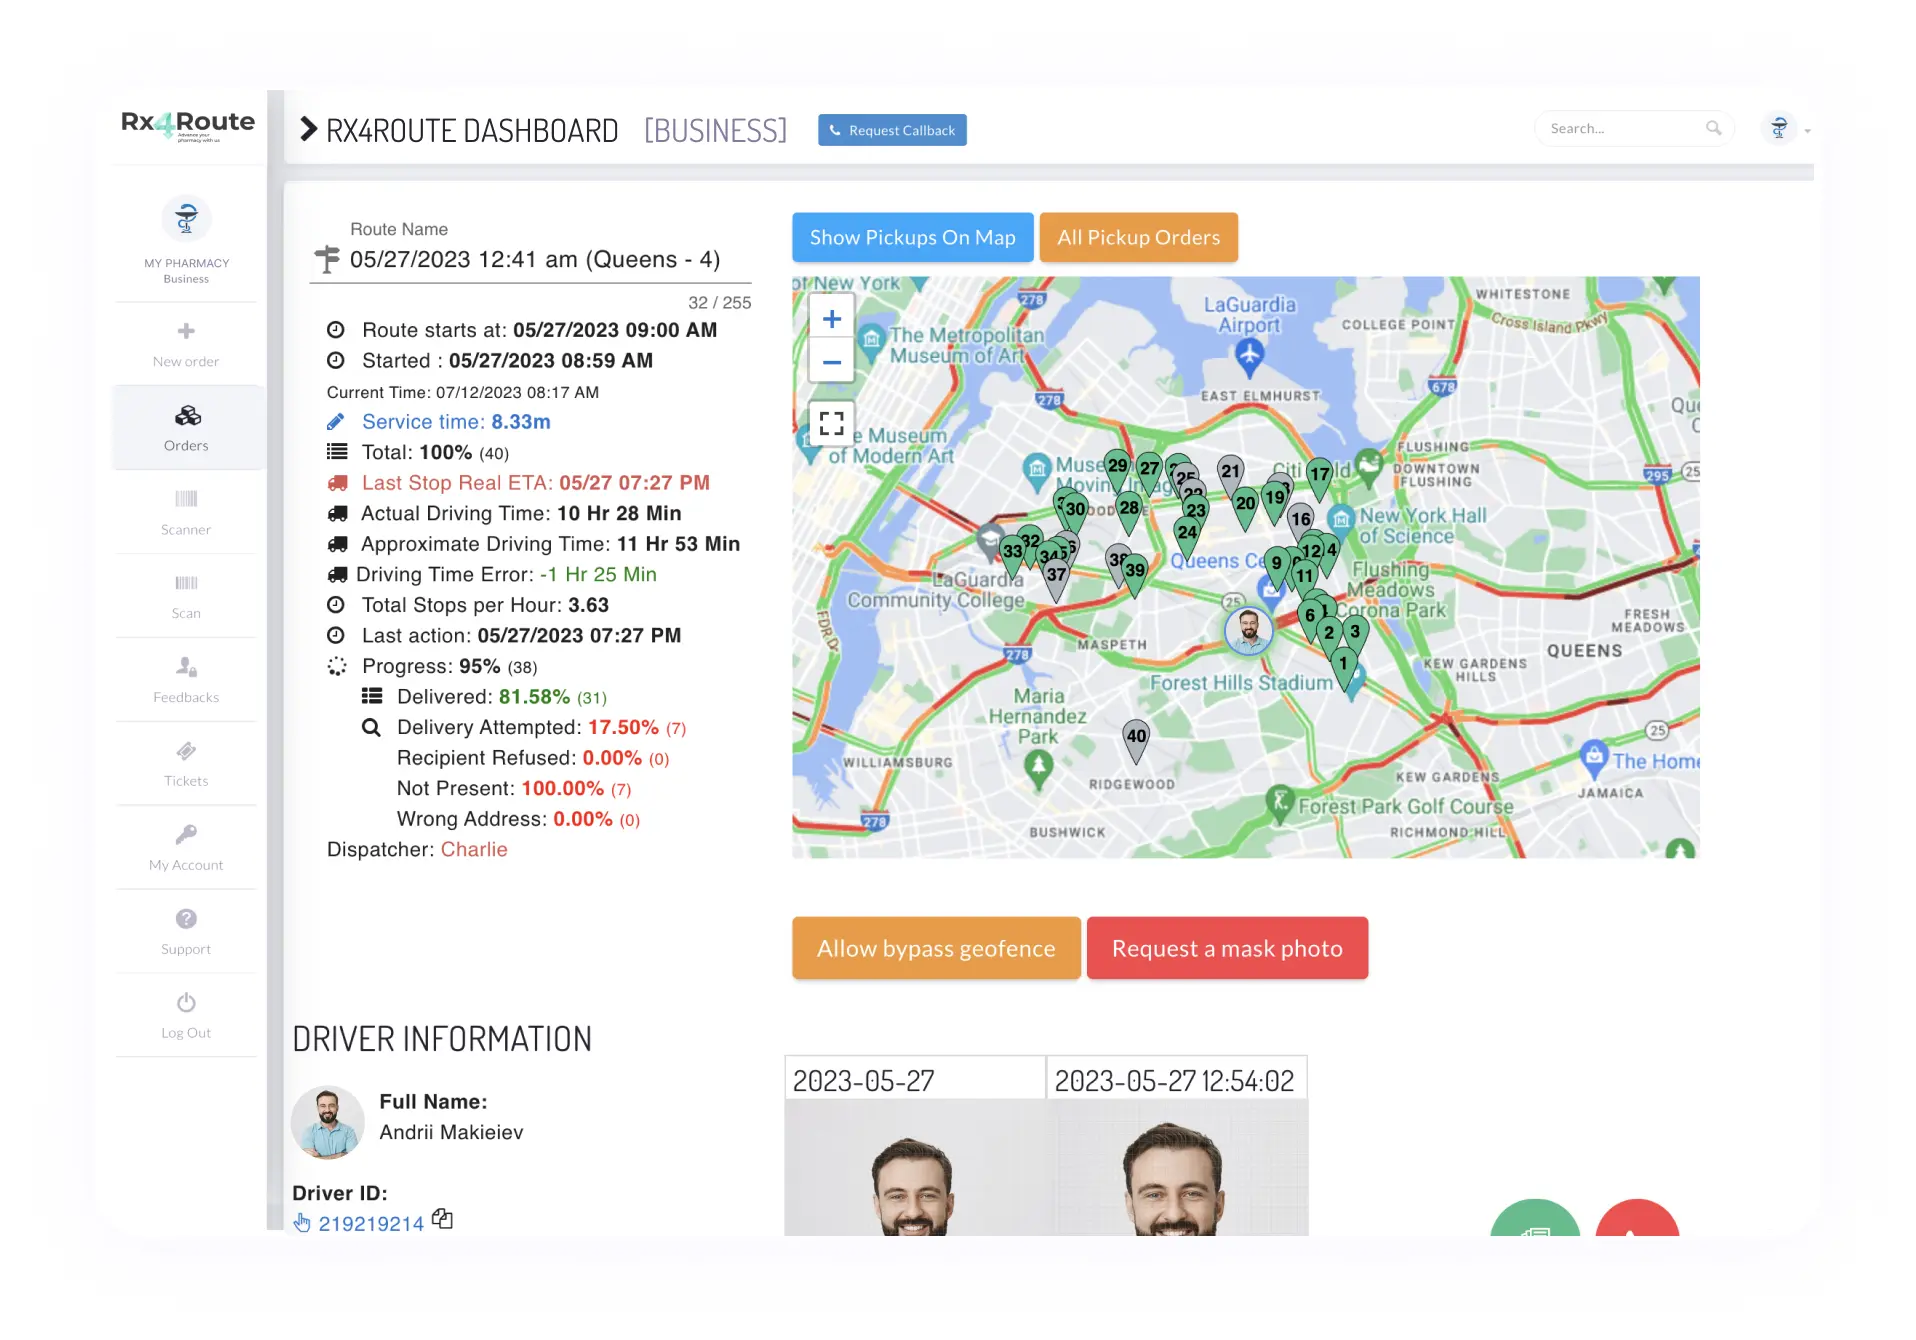 Rx4Route
Advance your
pharmacy with us
RX4ROUTE DASHBOARD [BUSINESS]
Request Callback
Search...
MY PHARMACY
Business
New order
Orders
Scanner
Scan
Feedbacks
Tickets
My Account
Support
Log Out
Route Name
05/27/2023 12:41 am (Queens - 4)
32 / 255
Route starts at: 05/27/2023 09:00 AM
Started : 05/27/2023 08:59 AM
Current Time: 07/12/2023 08:17 AM
Service time: 8.33m
Total: 100% (40)
Last Stop Real ETA: 05/27 07:27 PM
Actual Driving Time: 10 Hr 28 Min
Approximate Driving Time: 11 Hr 53 Min
Driving Time Error: -1 Hr 25 Min
Total Stops per Hour: 3.63
Last action: 05/27/2023 07:27 PM
Progress: 95% (38)
Delivered: 81.58% (31)
Delivery Attempted: 17.50% (7)
Recipient Refused: 0.00% (0)
Not Present: 100.00% (7)
Wrong Address: 0.00% (0)
Dispatcher: Charlie
Show Pickups On Map
All Pickup Orders
of New York
278
LaGuardia
Airport
WHITESTONE
Cross Island Pkwy
COLLEGE POINT
The Metropolitan
Museum of Art
678
278
EAST ELMHURST
Museum
of Modern Art
FLUSHING
DOWNTOWN
FLUSHING
295
25
29
27
25
21
17
30
28
23
20
19
16
24
New York Hall
of Science
33
32
34
37
39
9
12
4
11
LaGuardia
Community College
Flushing
Meadows
Corona Park
25
6
2
3
1
FDR Dr
278
MASPETH
FRESH
MEADOWS
QUEENS
KEW GARDENS
HILLS
Forest Hills Stadium
Maria
Hernandez
Park
40
25
WILLIAMSBURG
RIDGEWOOD
KEW GARDENS
The Home
JAMAICA
Forest Park Golf Course
278
BUSHWICK
RICHMOND HILL
Allow bypass geofence
Request a mask photo
DRIVER INFORMATION
Full Name:
Andrii Makieiev
Driver ID:
219219214
2023-05-27
2023-05-27 12:54:02